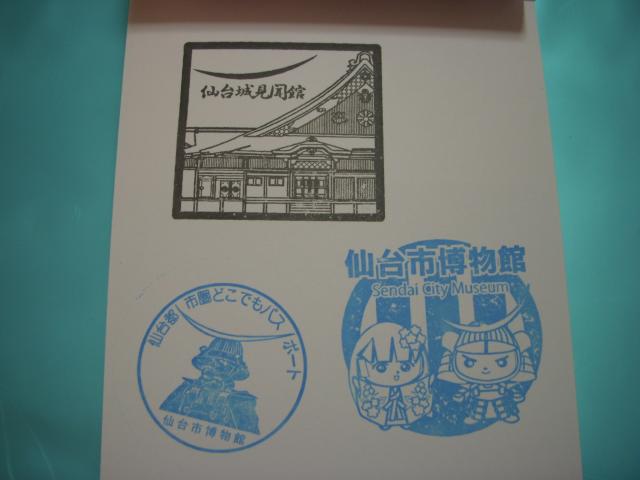 仙台城見聞館
仙台市博物館
Sendai City Museum
仙台都市圏どこでもパスポート
仙台市博物館